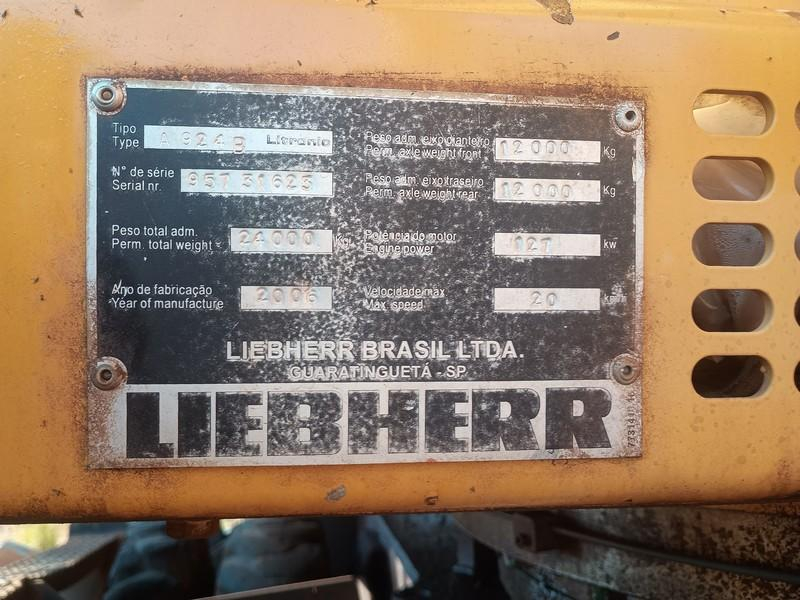 Tipo
Type A 924 B Litronic
N° de série
Serial nr. 957 31623
Peso total adm.
Perm. total weight 24000 Kg
Ano de fabricação
Year of manufacture 2006
Peso adm. eixo dianteiro
Perm. axle weight front 12 000 Kg
Peso adm. eixo traseiro
Perm. axle weight rear 12 000 Kg
Potência do motor
Engine power 127 kw
Velocidade máx
Max. speed 20 km/h
LIEBHERR BRASIL LTDA.
GUARATINGUETÁ - SP
LIEBHERR